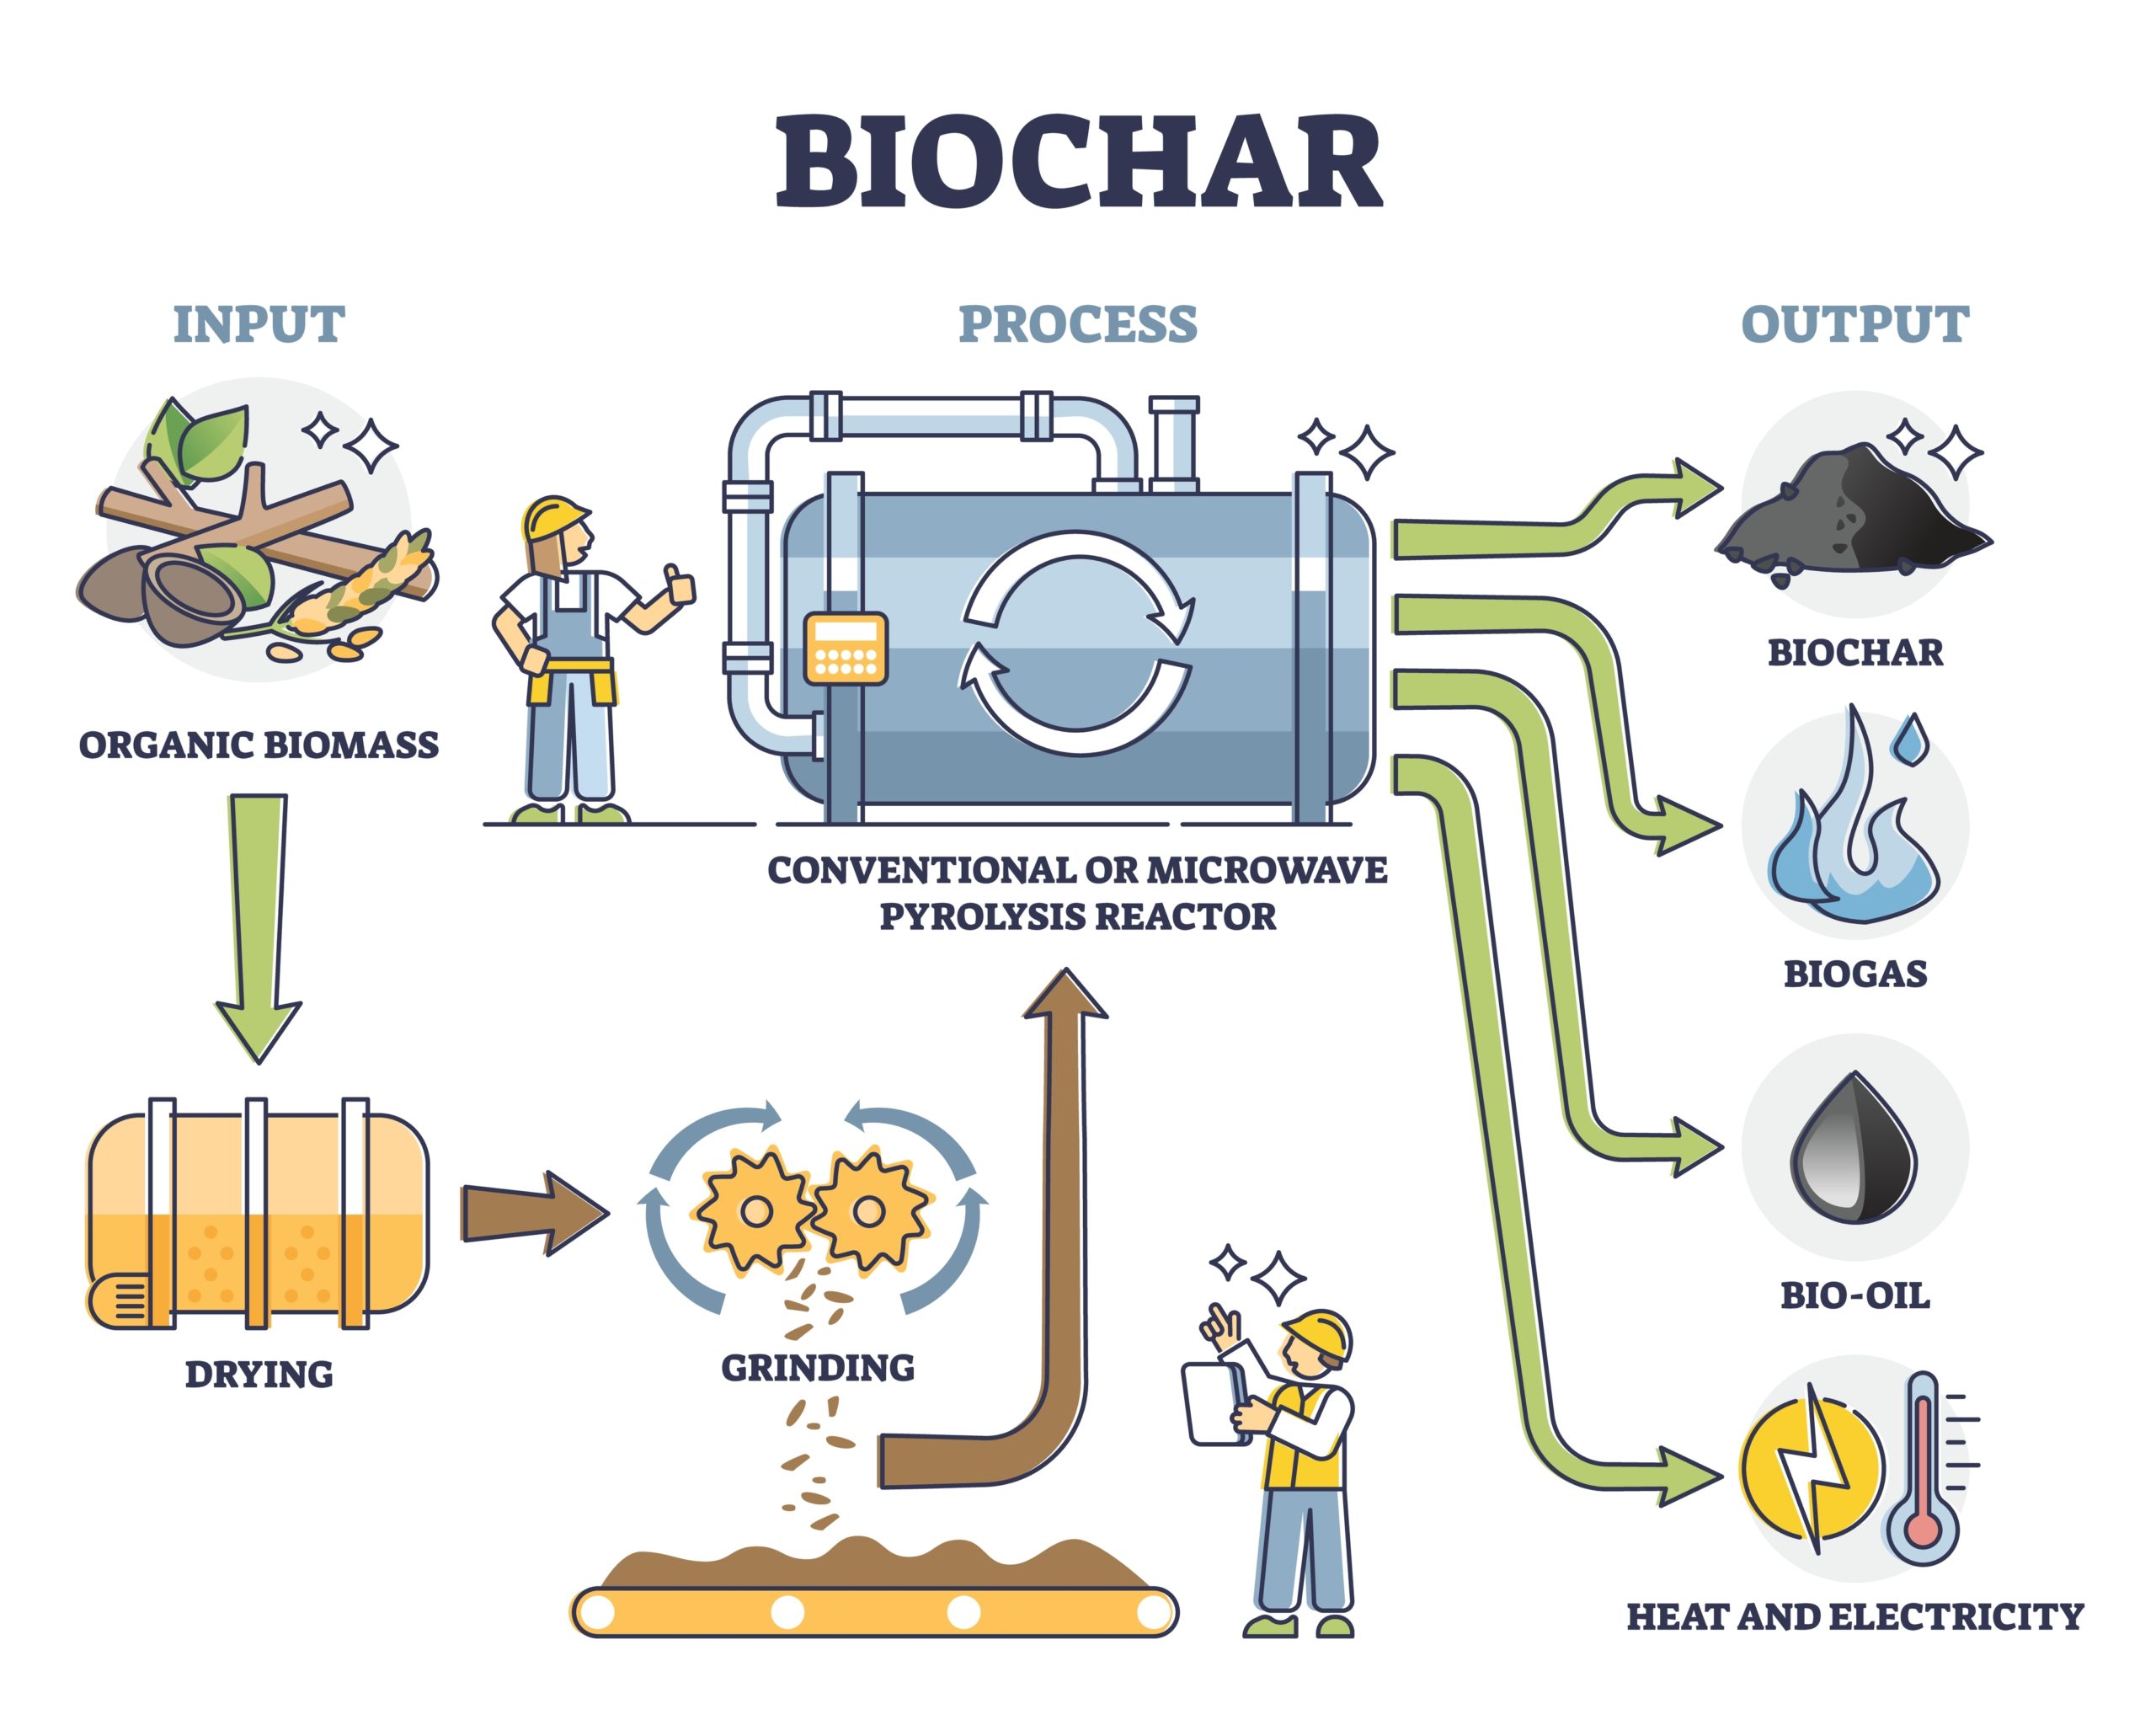 BIOCHAR
INPUT
PROCESS
OUTPUT
ORGANIC BIOMASS
CONVENTIONAL OR MICROWAVE
PYROLYSIS REACTOR
DRYING
GRINDING
BIOCHAR
BIOGAS
BIO-OIL
HEAT AND ELECTRICITY